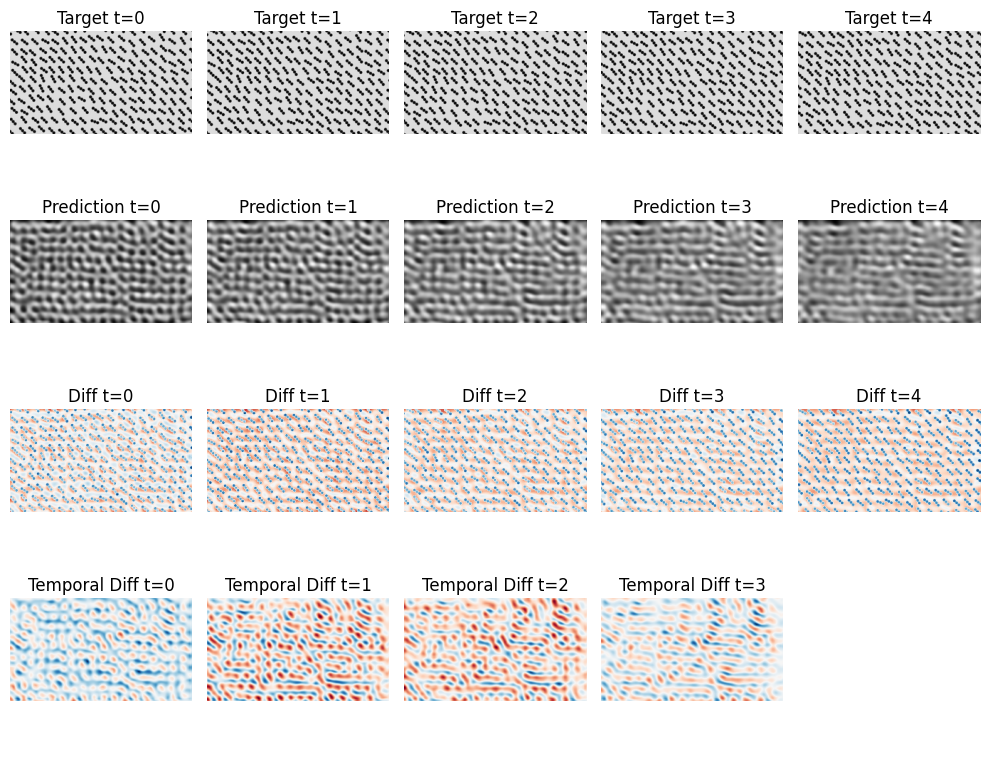 Target t=0 Target t=1 Target t=2 Target t=3 Target t=4
Prediction t=0 Prediction t=1 Prediction t=2 Prediction t=3 Prediction t=4
Diff t=0 Diff t=1 Diff t=2 Diff t=3 Diff t=4
Temporal Diff t=0 Temporal Diff t=1 Temporal Diff t=2 Temporal Diff t=3